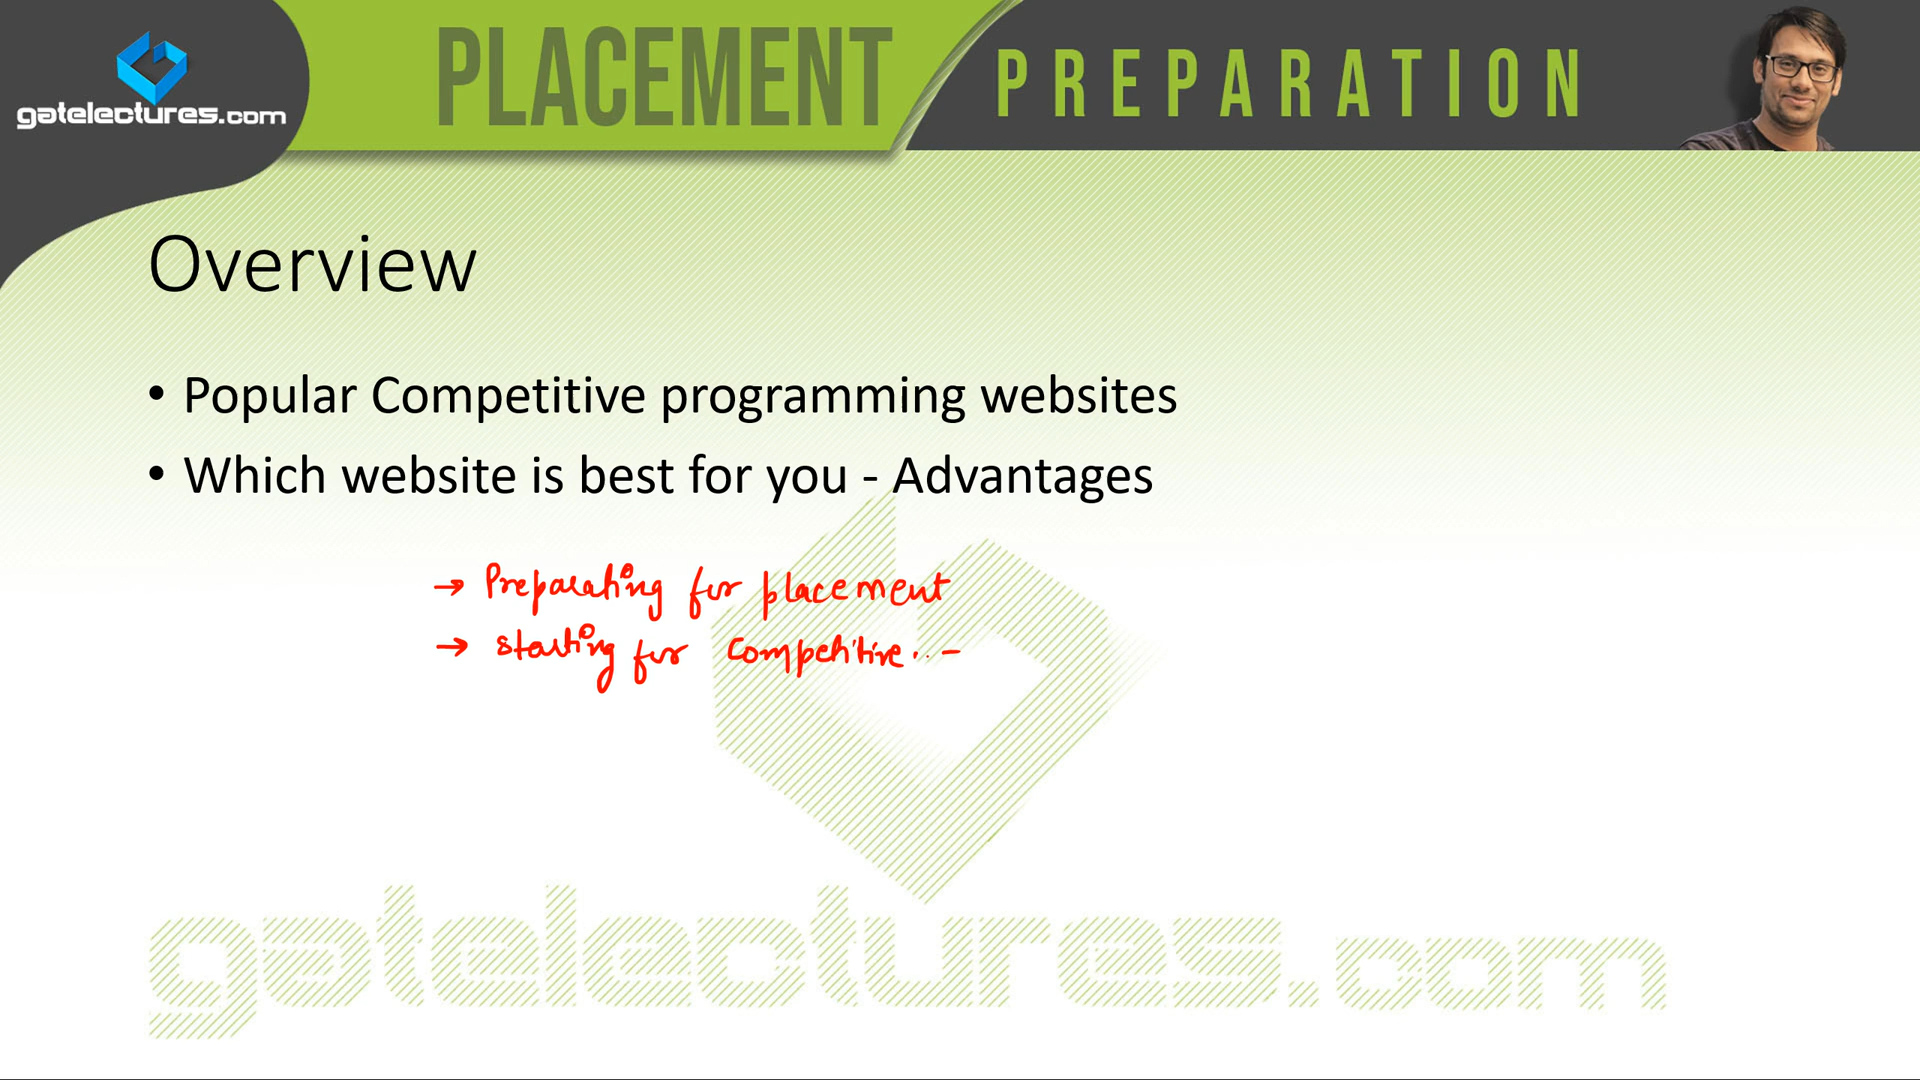 gatelectures.com
PLACEMENT PREPARATION
Overview
• Popular Competitive programming websites
• Which website is best for you - Advantages
→ Preparating for placement
→ Starting for Competitive.. -
gatelectures.com